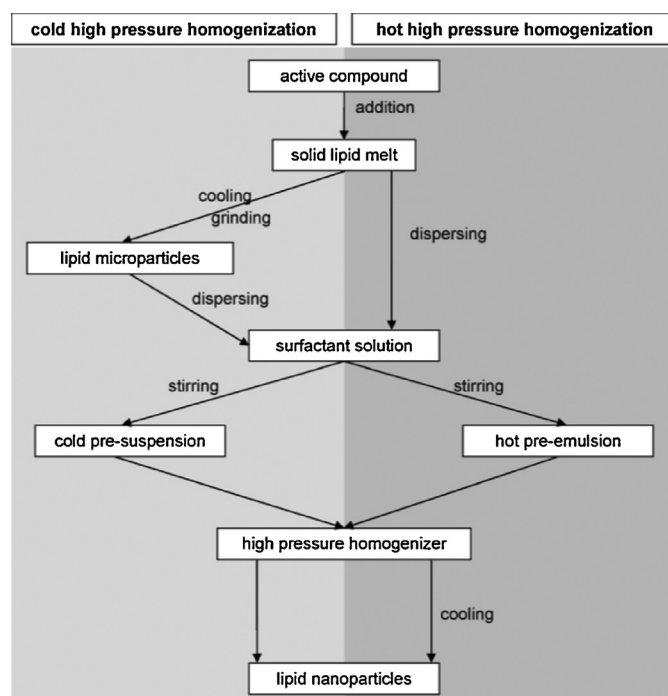 cold high pressure homogenization
hot high pressure homogenization
active compound
addition
solid lipid melt
cooling
grinding
dispersing
lipid microparticles
dispersing
surfactant solution
stirring
stirring
cold pre-suspension
hot pre-emulsion
high pressure homogenizer
cooling
lipid nanoparticles